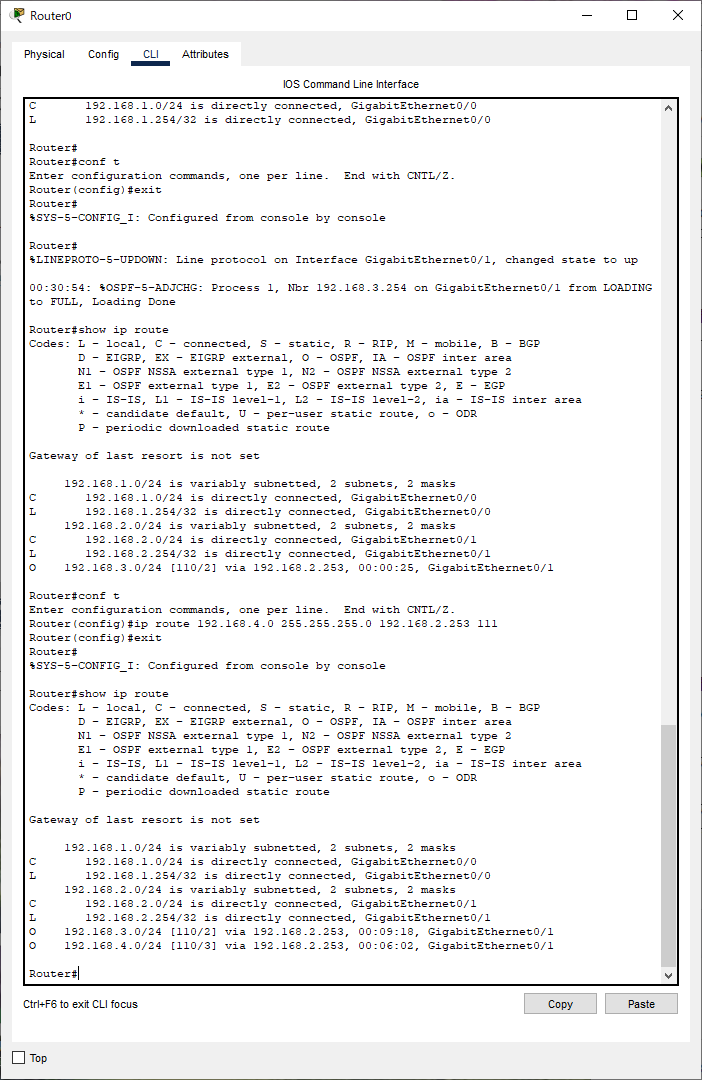 Router0
Physical Config CLI Attributes
IOS Command Line Interface
C 192.168.1.0/24 is directly connected, GigabitEthernet0/0
L 192.168.1.254/32 is directly connected, GigabitEthernet0/0
Router#
Router#conf t
Enter configuration commands, one per line. End with CNTL/Z.
Router(config)#exit
Router#
%SYS-5-CONFIG_I: Configured from console by console
Router#
%LINEPROTO-5-UPDOWN: Line protocol on Interface GigabitEthernet0/1, changed state to up
00:30:54: %OSPF-5-ADJCHG: Process 1, Nbr 192.168.3.254 on GigabitEthernet0/1 from LOADING
to FULL, Loading Done
Router#show ip route
Codes: L - local, C - connected, S - static, R - RIP, M - mobile, B - BGP
D - EIGRP, EX - EIGRP external, O - OSPF, IA - OSPF inter area
N1 - OSPF NSSA external type 1, N2 - OSPF NSSA external type 2
E1 - OSPF external type 1, E2 - OSPF external type 2, E - EGP
i - IS-IS, L1 - IS-IS level-1, L2 - IS-IS level-2, ia - IS-IS inter area
* - candidate default, U - per-user static route, o - ODR
P - periodic downloaded static route
Gateway of last resort is not set
192.168.1.0/24 is variably subnetted, 2 subnets, 2 masks
C 192.168.1.0/24 is directly connected, GigabitEthernet0/0
L 192.168.1.254/32 is directly connected, GigabitEthernet0/0
192.168.2.0/24 is variably subnetted, 2 subnets, 2 masks
C 192.168.2.0/24 is directly connected, GigabitEthernet0/1
L 192.168.2.254/32 is directly connected, GigabitEthernet0/1
O 192.168.3.0/24 [110/2] via 192.168.2.253, 00:00:25, GigabitEthernet0/1
Router#conf t
Enter configuration commands, one per line. End with CNTL/Z.
Router(config)#ip route 192.168.4.0 255.255.255.0 192.168.2.253 111
Router(config)#exit
Router#
%SYS-5-CONFIG_I: Configured from console by console
Router#show ip route
Codes: L - local, C - connected, S - static, R - RIP, M - mobile, B - BGP
D - EIGRP, EX - EIGRP external, O - OSPF, IA - OSPF inter area
N1 - OSPF NSSA external type 1, N2 - OSPF NSSA external type 2
E1 - OSPF external type 1, E2 - OSPF external type 2, E - EGP
i - IS-IS, L1 - IS-IS level-1, L2 - IS-IS level-2, ia - IS-IS inter area
* - candidate default, U - per-user static route, o - ODR
P - periodic downloaded static route
Gateway of last resort is not set
192.168.1.0/24 is variably subnetted, 2 subnets, 2 masks
C 192.168.1.0/24 is directly connected, GigabitEthernet0/0
L 192.168.1.254/32 is directly connected, GigabitEthernet0/0
192.168.2.0/24 is variably subnetted, 2 subnets, 2 masks
C 192.168.2.0/24 is directly connected, GigabitEthernet0/1
L 192.168.2.254/32 is directly connected, GigabitEthernet0/1
O 192.168.3.0/24 [110/2] via 192.168.2.253, 00:09:18, GigabitEthernet0/1
O 192.168.4.0/24 [110/3] via 192.168.2.253, 00:06:02, GigabitEthernet0/1
Router#
Ctrl+F6 to exit CLI focus Copy Paste
Top